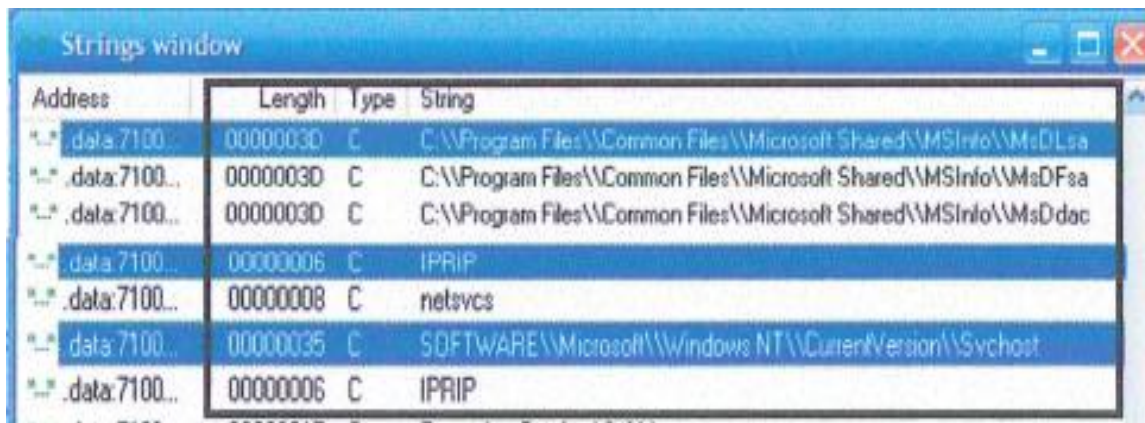 Strings window
Address Length Type String
.data:7100... 0000003D C C:\\Program Files\\Common Files\\Microsoft Shared\\MSInfo\\MsDLsa
.data:7100... 0000003D C C:\\Program Files\\Common Files\\Microsoft Shared\\MSInfo\\MsDFsa
.data:7100... 0000003D C C:\\Program Files\\Common Files\\Microsoft Shared\\MSInfo\\MsDdac
.data:7100... 00000006 C IPRIP
.data:7100... 00000008 C netsvcs
.data:7100... 00000035 C SOFTWARE\\Microsoft\\Windows NT\\CurrentVersion\\Svchost
.data:7100... 00000006 C IPRIP